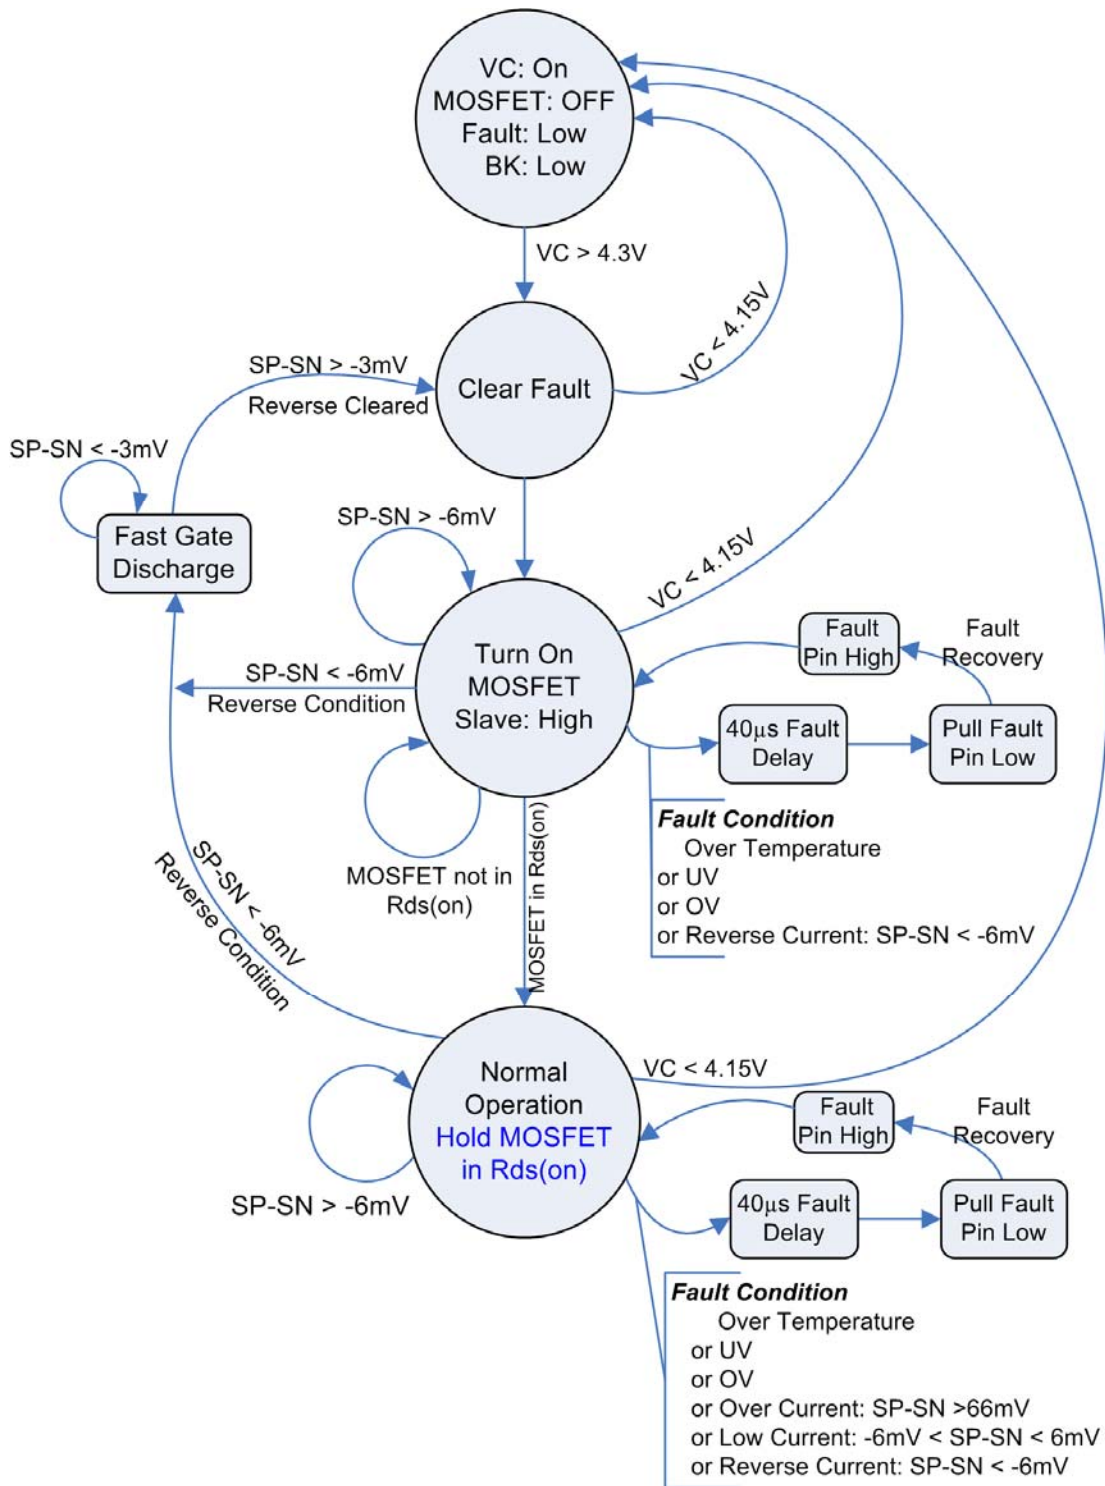 VC: On
MOSFET: OFF
Fault: Low
BK: Low
VC > 4.3V
VC < 4.15V
Clear Fault
SP-SN > -3mV
Reverse Cleared
SP-SN < -3mV
Fast Gate
Discharge
SP-SN > -6mV
VC < 4.15V
Turn On
MOSFET
Slave: High
SP-SN < -6mV
Reverse Condition
Fault
Pin High
Fault
Recovery
40µs Fault
Delay
Pull Fault
Pin Low
MOSFET not in
Rds(on)
MOSFET in Rds(on)
Fault Condition
Over Temperature
or UV
or OV
or Reverse Current: SP-SN < -6mV
SP-SN < -6mV
Reverse Condition
Normal
Operation
Hold MOSFET
in Rds(on)
VC < 4.15V
SP-SN > -6mV
Fault
Pin High
Fault
Recovery
40µs Fault
Delay
Pull Fault
Pin Low
Fault Condition
Over Temperature
or UV
or OV
or Over Current: SP-SN >66mV
or Low Current: -6mV < SP-SN < 6mV
or Reverse Current: SP-SN < -6mV